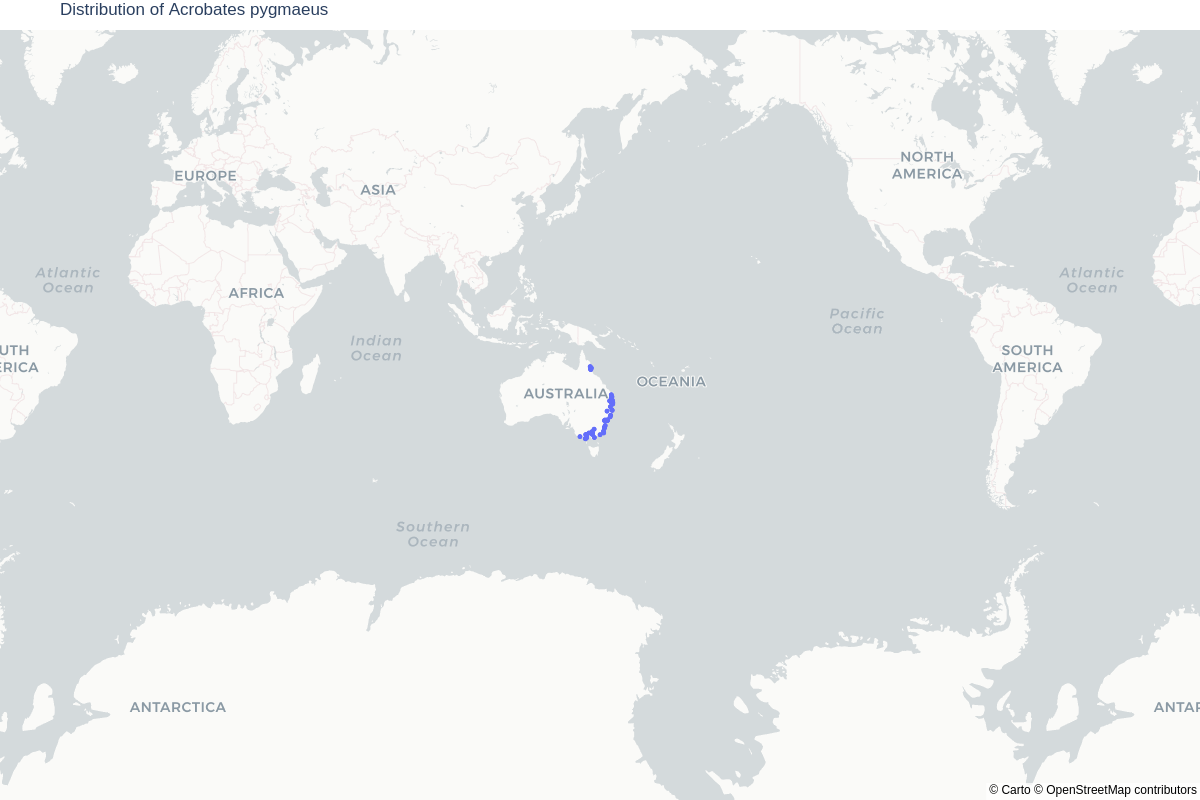 Distribution of Acrobates pygmaeus
EUROPE
ASIA
NORTH
AMERICA
Atlantic
Ocean
AFRICA
Atlantic
Ocean
Indian
Ocean
Pacific
Ocean
UTH
ERICA
SOUTH
AMERICA
AUSTRALIA
OCEANIA
Southern
Ocean
ANTARCTICA
ANTAR
© Carto © OpenStreetMap contributors